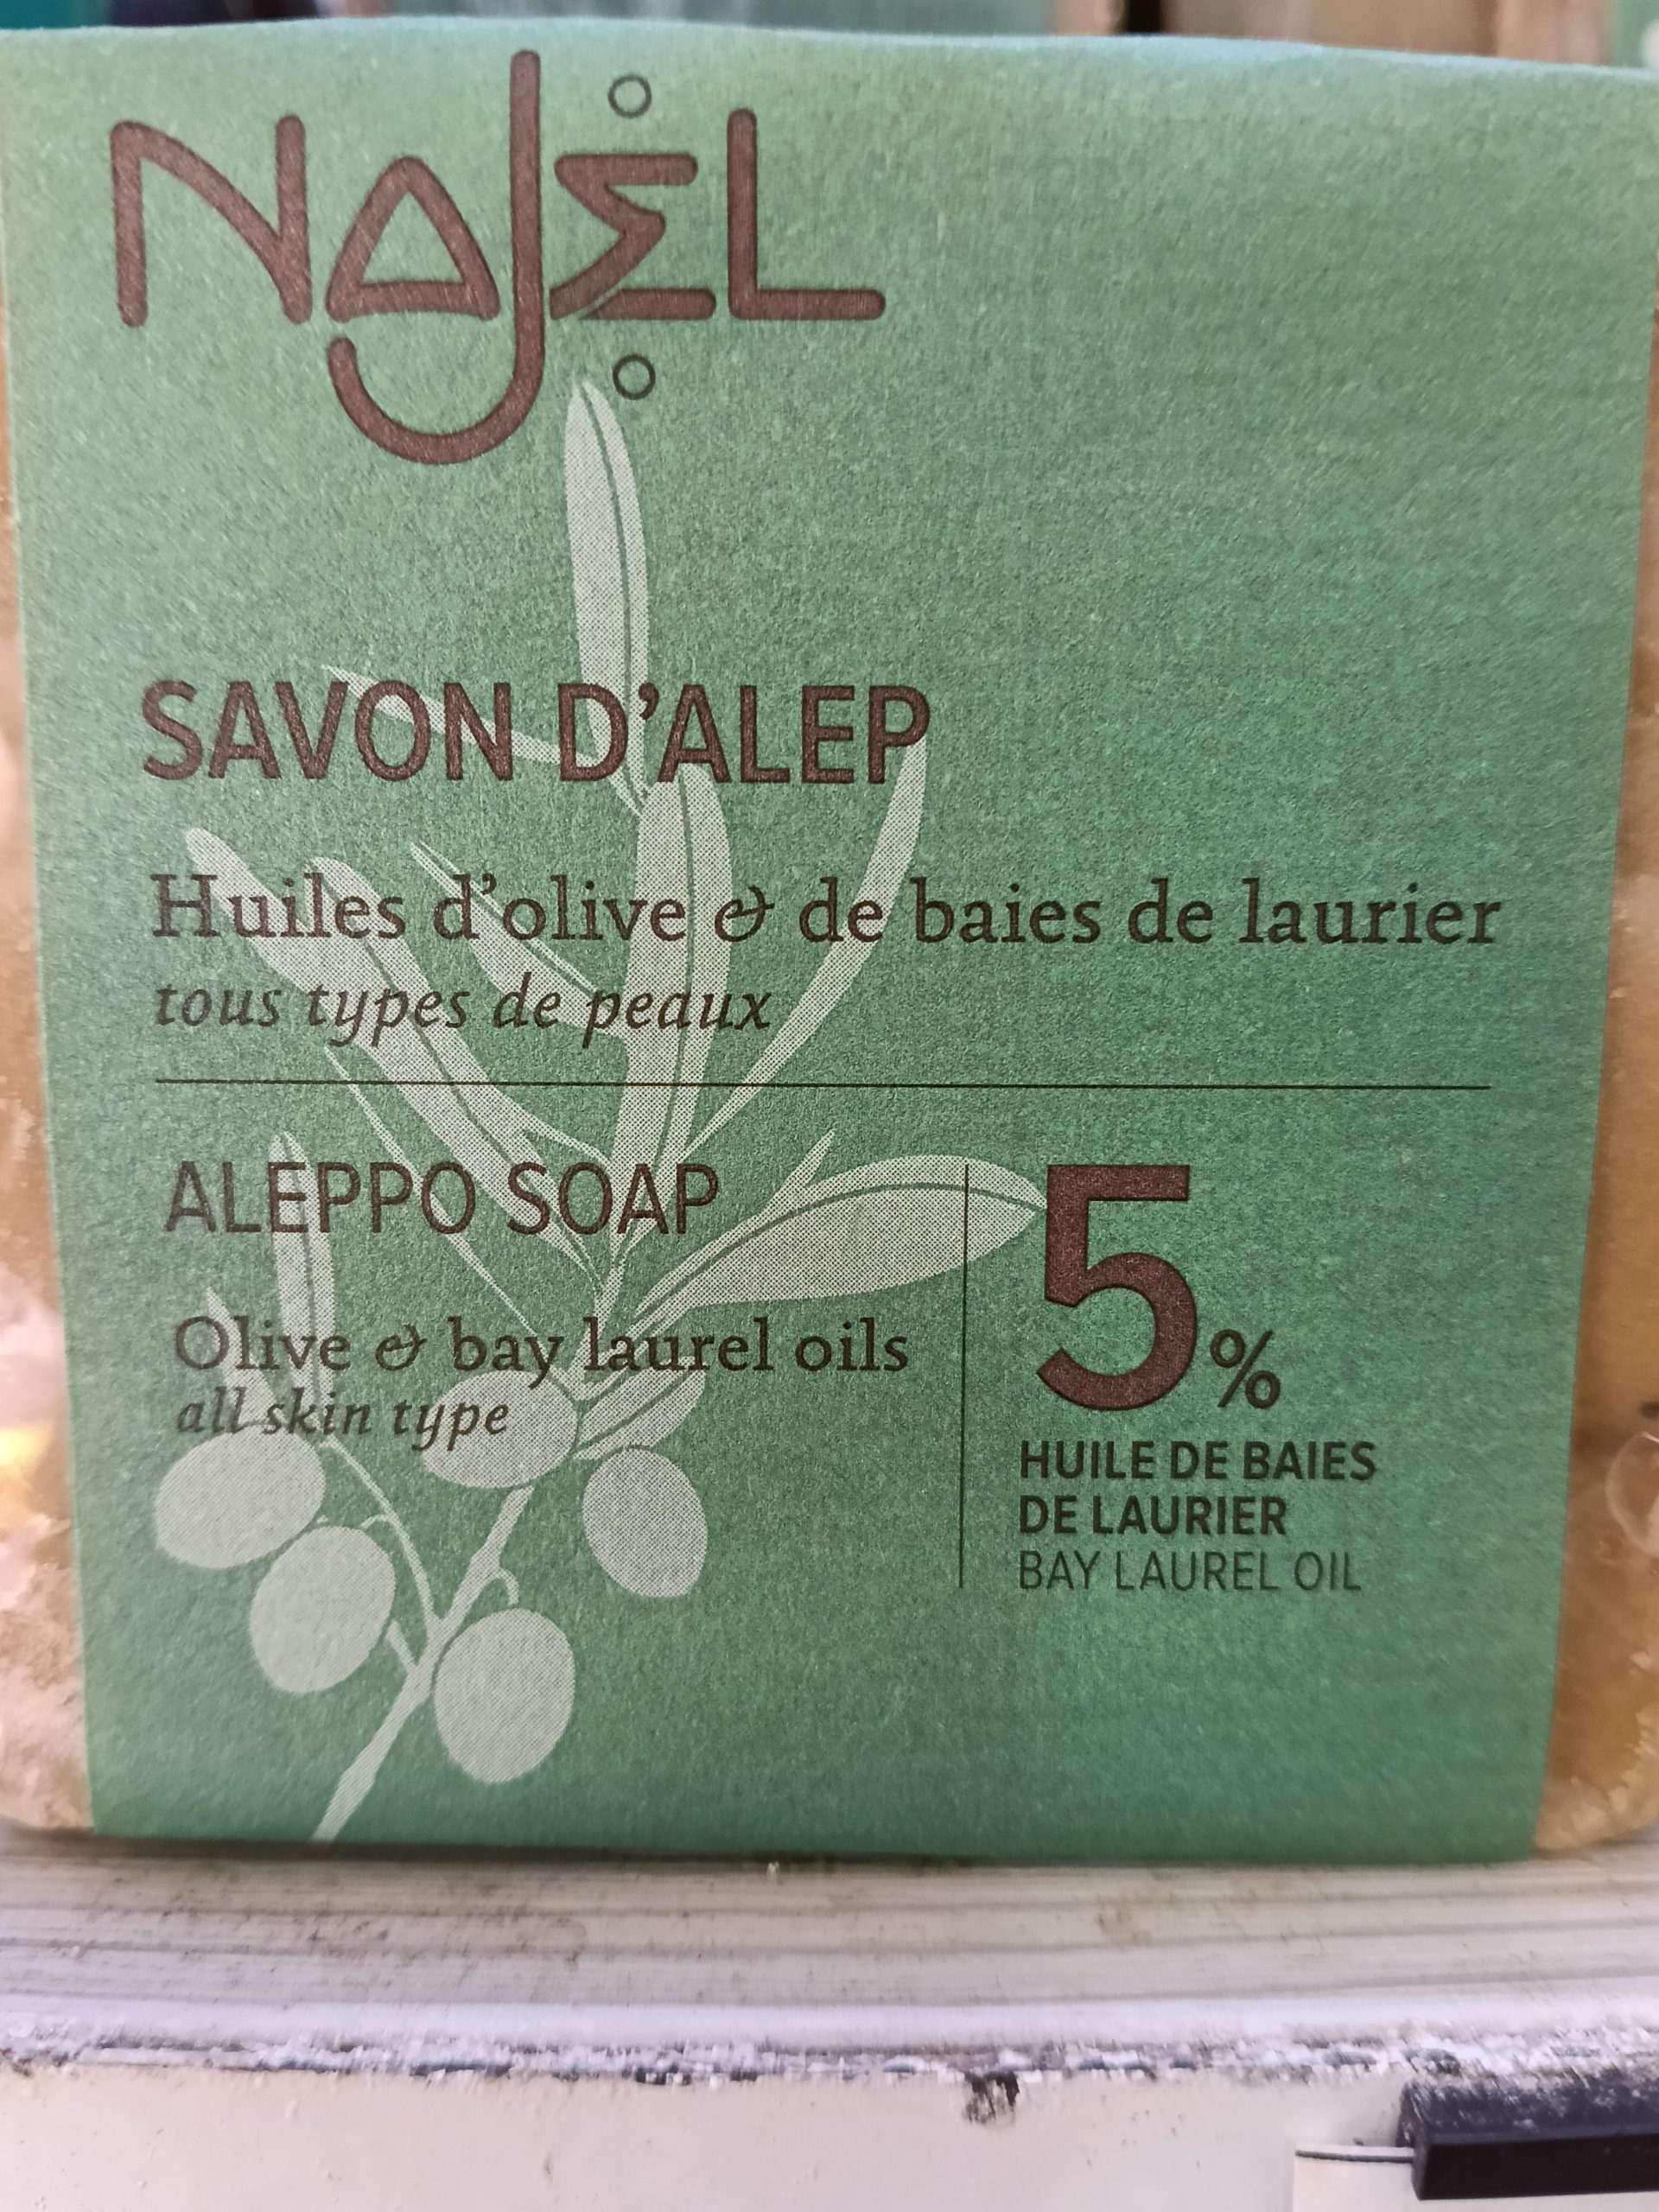 NAJEL
SAVON D'ALEP
Huiles d'olive & de baies de laurier
tous types de peaux
ALEPPO SOAP
Olive & bay laurel oils
all skin type
5%
HUILE DE BAIES
DE LAURIER
BAY LAUREL OIL